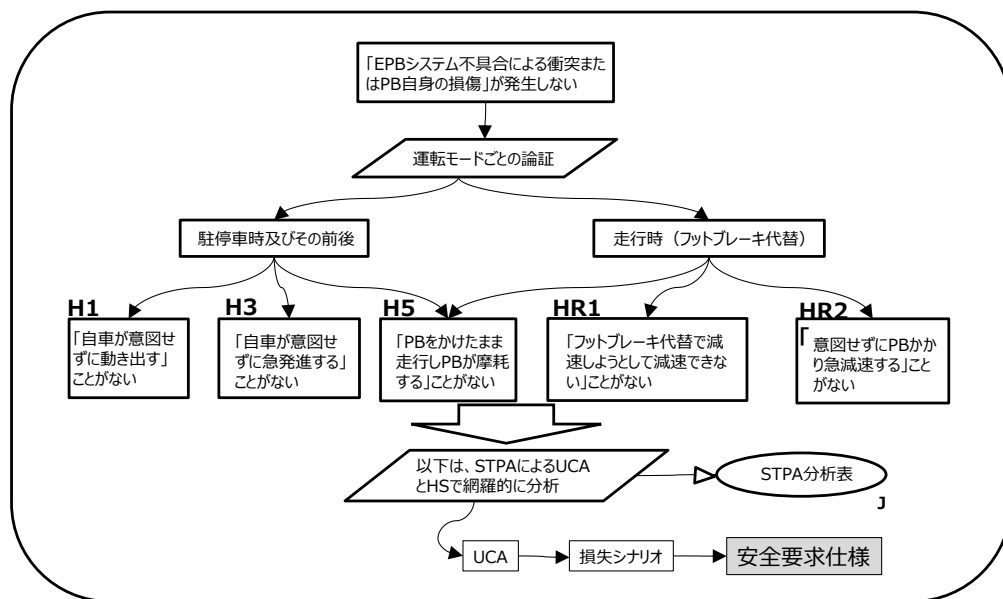 「EPBシステム不具合による衝突また
はPB自身の損傷」が発生しない
運転モードごとの論証
駐停車時及びその前後
走行時（フットブレーキ代替）
H1
「自車が意図せ
ずに動き出す」
ことがない
H3
「自車が意図せ
ずに急発進する」
ことがない
H5
「PBをかけたまま
走行しPBが摩耗
する」ことがない
HR1
「フットブレーキ代替で減
速しようとして減速できな
い」ことがない
HR2
「意図せずにPBかか
り急減速する」こと
がない
以下は、STPAによるUCA
とHSで網羅的に分析
STPA分析表
J
UCA
損失シナリオ
安全要求仕様